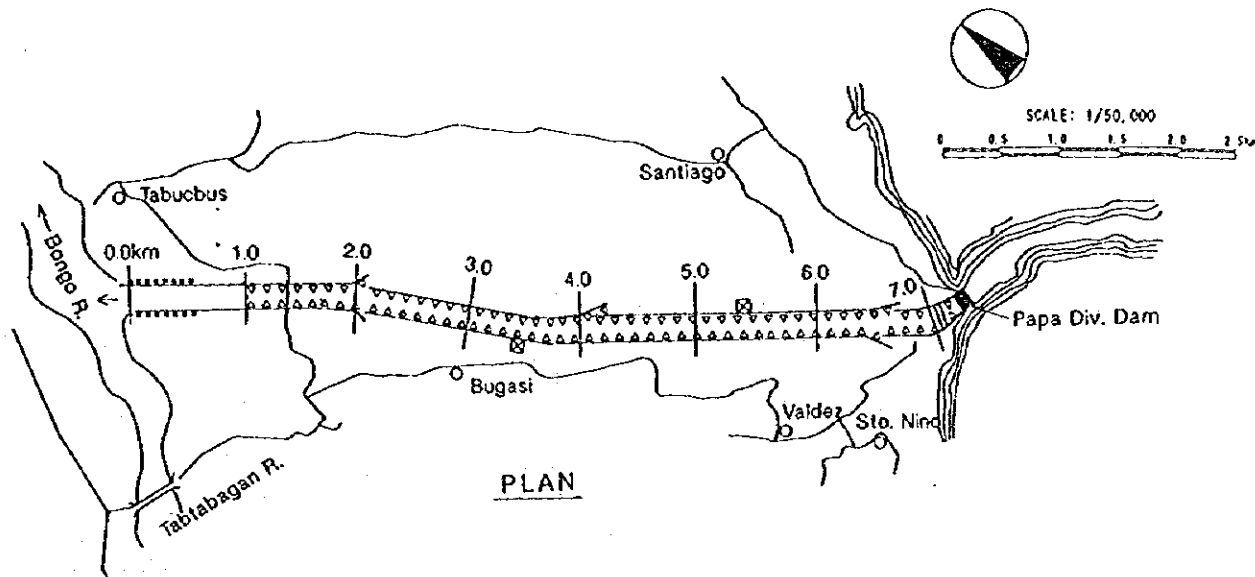 SCALE: 1/50,000
0 0.5 1.0 1.5 2.0 2.5km
Santiago
Tabucbus
Bongo R.
0.0km 1.0 2.0 3.0 4.0 5.0 6.0 7.0
Papa Div. Dam
Bugasi
Valdez
Sto. Nino
Tabtabagan R.
PLAN